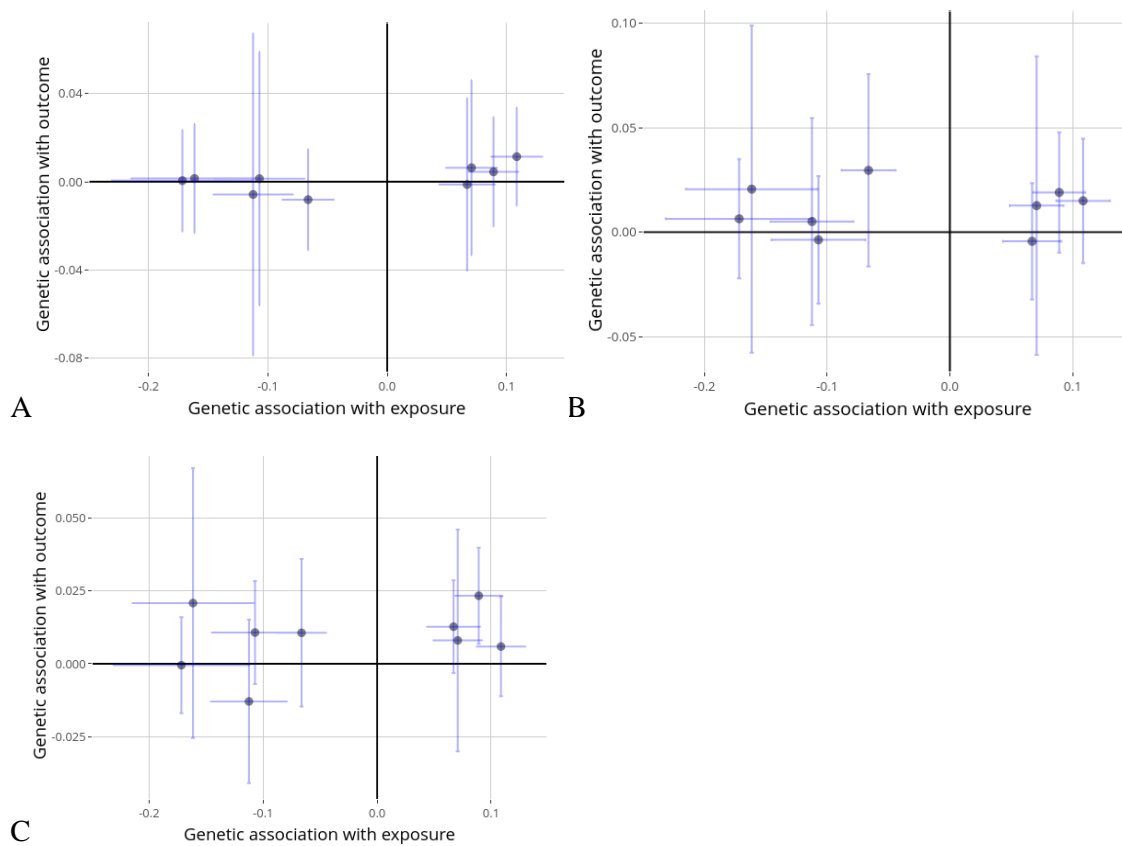 0.04
0.00
-0.04
-0.08
-0.2
-0.1
0.0
0.1
Genetic association with outcome
Genetic association with exposure
A
0.10
0.05
0.00
-0.05
-0.2
-0.1
0.0
0.1
Genetic association with outcome
Genetic association with exposure
B
0.050
0.025
0.000
-0.025
-0.2
-0.1
0.0
0.1
Genetic association with outcome
Genetic association with exposure
C